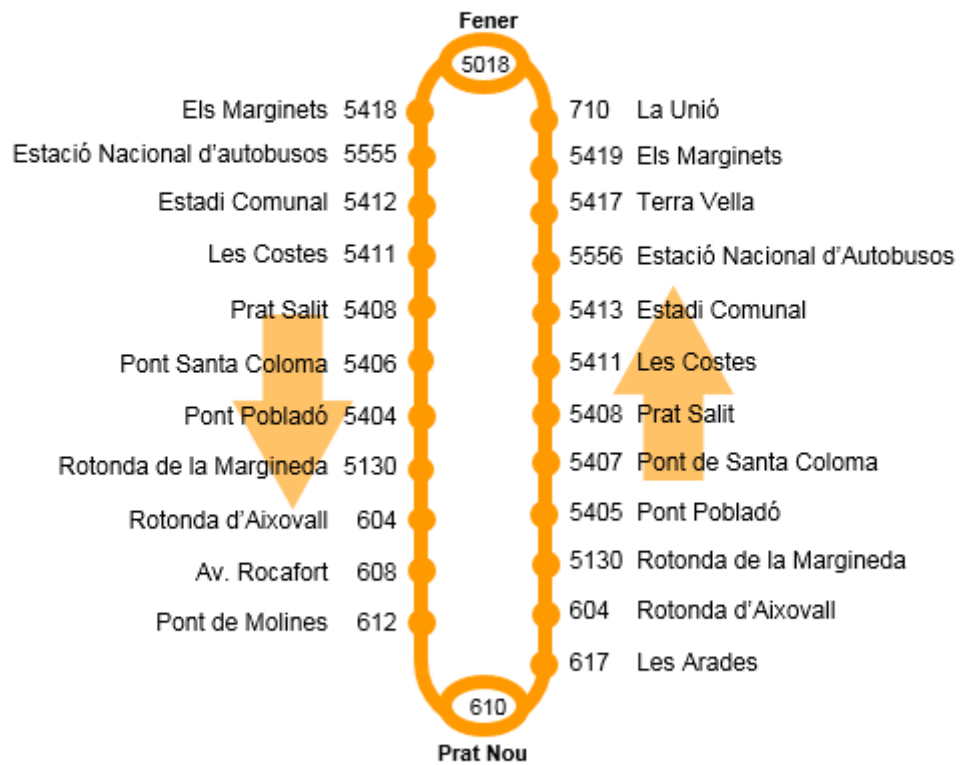 Fener
5018
Els Marginets 5418
Estació Nacional d'autobusos 5555
Estadi Comunal 5412
Les Costes 5411
Prat Salit 5408
Pont Santa Coloma 5406
Pont Pobladó 5404
Rotonda de la Margineda 5130
Rotonda d'Aixovall 604
Av. Rocafort 608
Pont de Molines 612
710 La Unió
5419 Els Marginets
5417 Terra Vella
5556 Estació Nacional d'Autobusos
5413 Estadi Comunal
5411 Les Costes
5408 Prat Salit
5407 Pont de Santa Coloma
5405 Pont Pobladó
5130 Rotonda de la Margineda
604 Rotonda d'Aixovall
617 Les Arades
610
Prat Nou